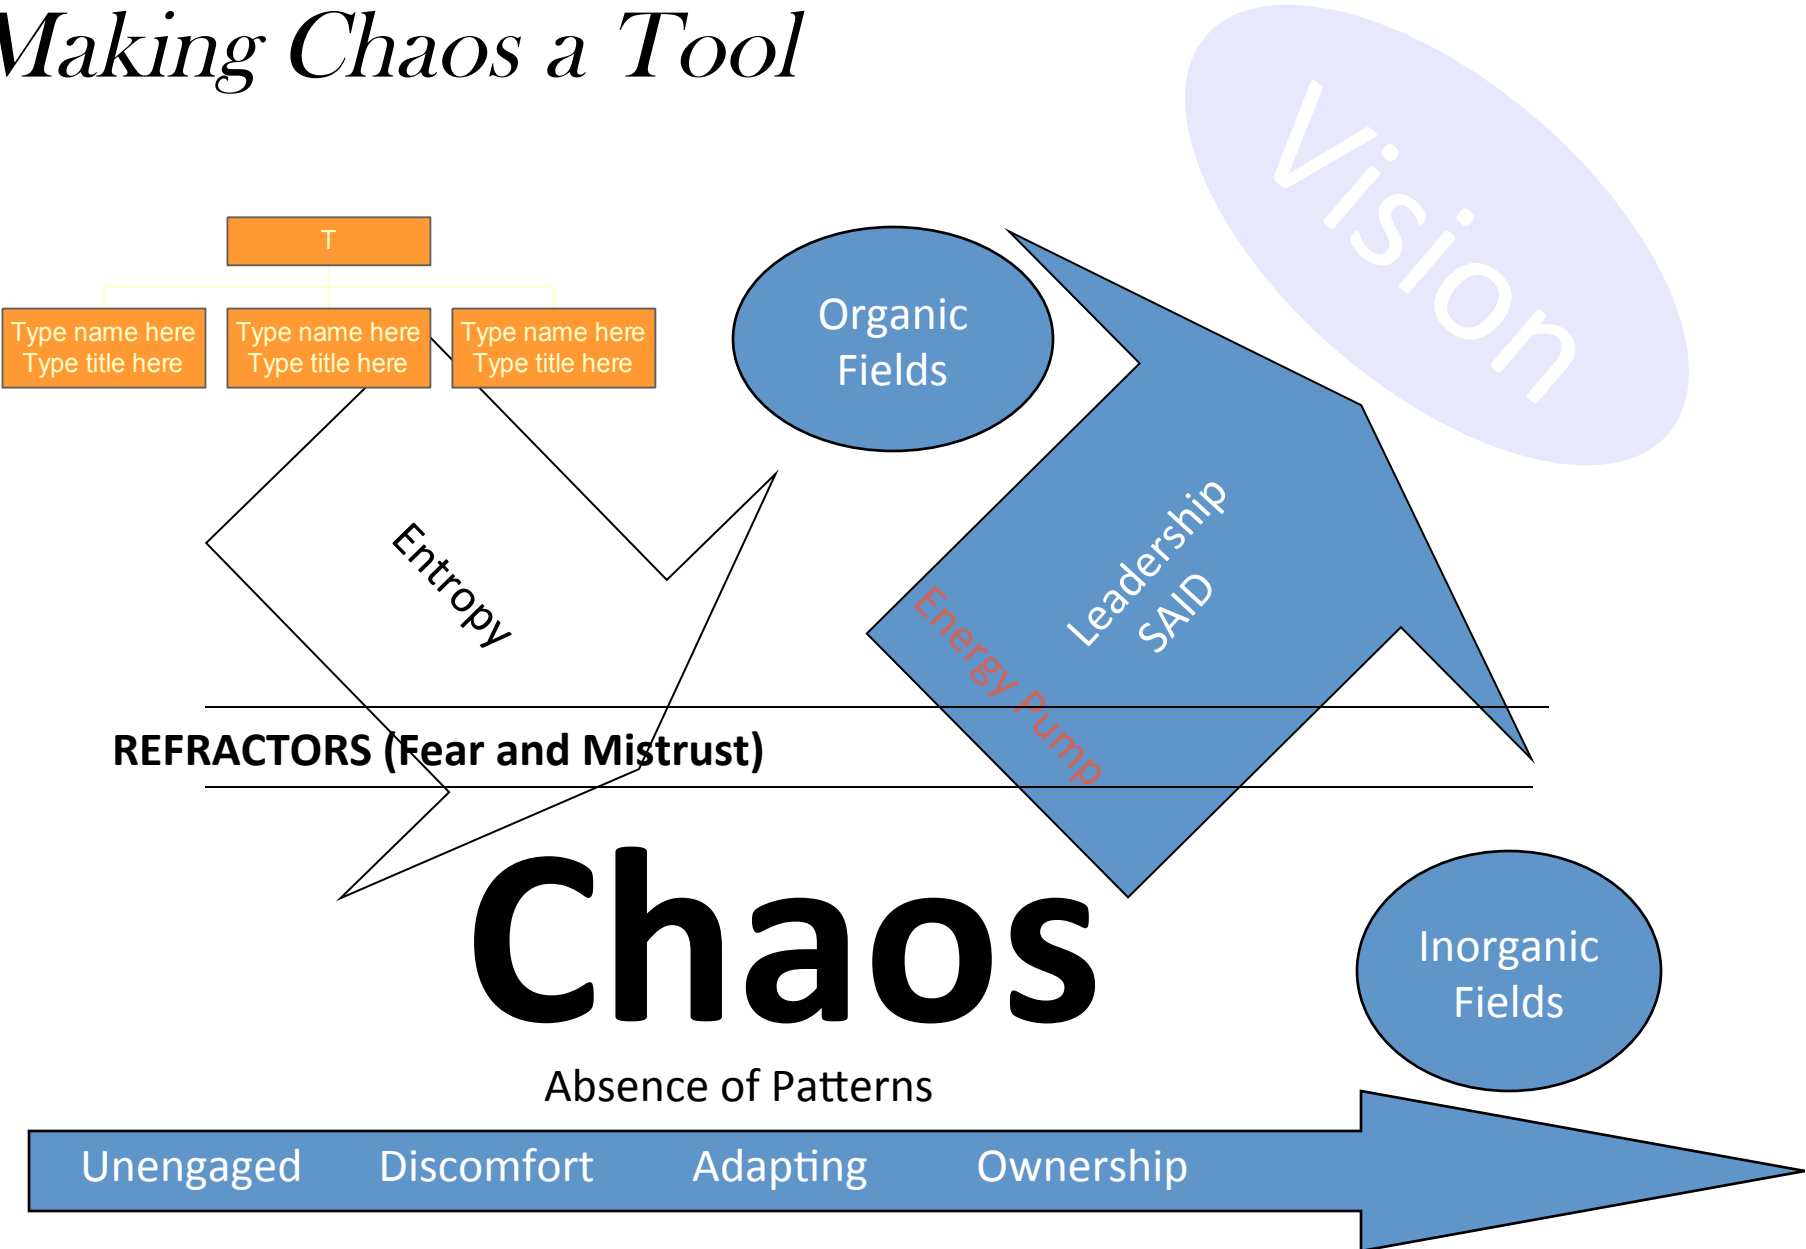 Making Chaos a Tool
Vision
T
Type name here
Type title here
Type name here
Type title here
Type name here
Type title here
Organic
Fields
Entropy
Leadership
SAID
Energy Pump
REFRACTORS (Fear and Mistrust)
Chaos
Absence of Patterns
Inorganic
Fields
Unengaged Discomfort Adapting Ownership